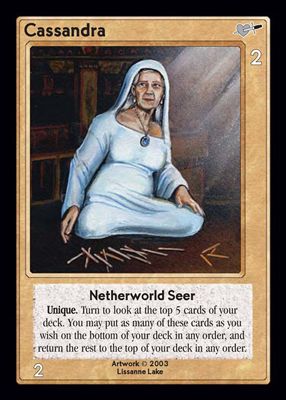 Cassandra
2
Netherworld Seer
Unique. Turn to look at the top 5 cards of your
deck. You may put as many of these cards as you
wish on the bottom of your deck in any order, and
return the rest to the top of your deck in any order.
2
Artwork © 2003
Lissanne Lake